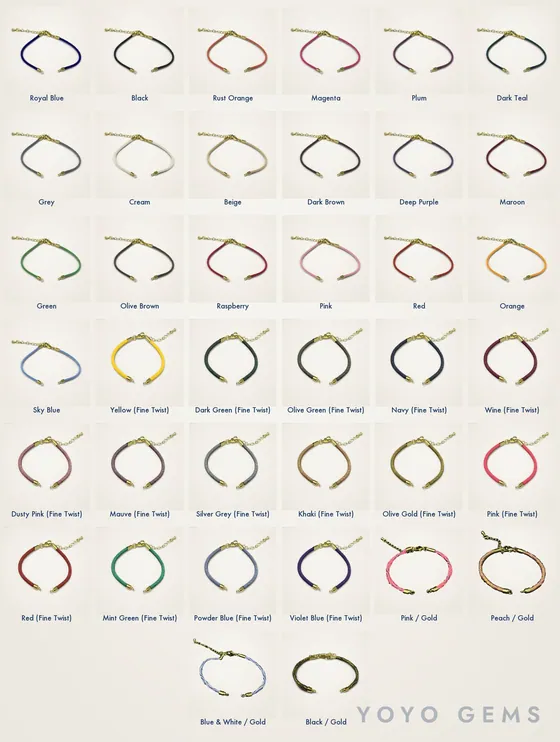 Royal Blue
Black
Rust Orange
Magenta
Plum
Dark Teal
Grey
Cream
Beige
Dark Brown
Deep Purple
Maroon
Green
Olive Brown
Raspberry
Pink
Red
Orange
Sky Blue
Yellow (Fine Twist)
Dark Green (Fine Twist)
Olive Green (Fine Twist)
Navy (Fine Twist)
Wine (Fine Twist)
Dusty Pink (Fine Twist)
Mauve (Fine Twist)
Silver Grey (Fine Twist)
Khaki (Fine Twist)
Olive Gold (Fine Twist)
Pink (Fine Twist)
Red (Fine Twist)
Mint Green (Fine Twist)
Powder Blue (Fine Twist)
Violet Blue (Fine Twist)
Pink / Gold
Peach / Gold
Blue & White / Gold
Black / Gold
YOYO GEMS